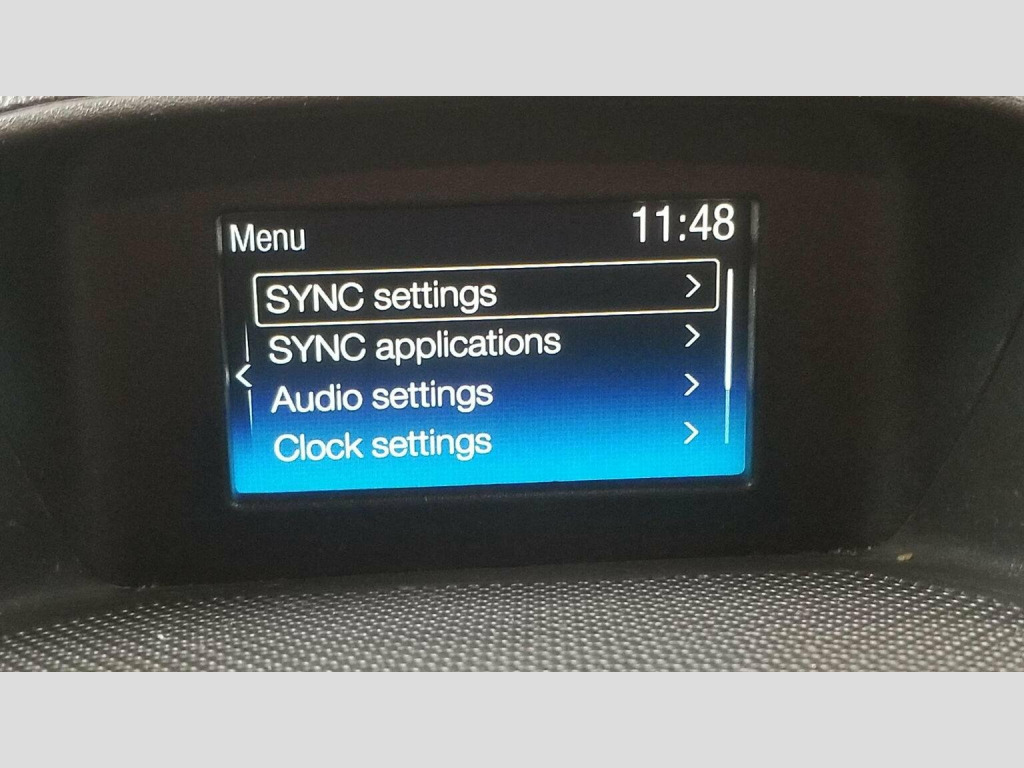 Menu 11:48
SYNC settings
SYNC applications
Audio settings
Clock settings